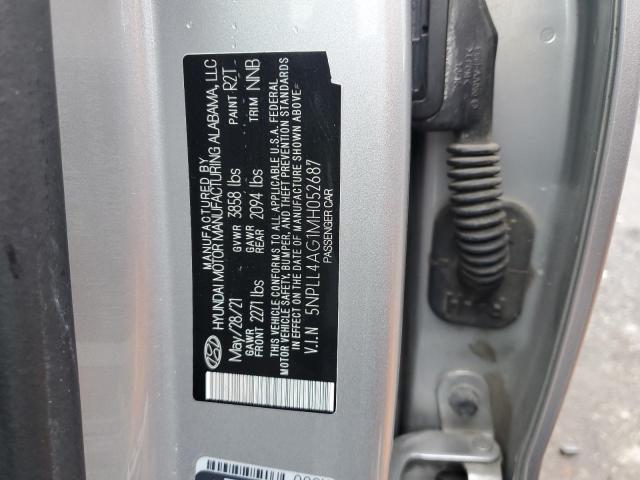 MANUFACTURED BY
HYUNDAI MOTOR MANUFACTURING ALABAMA, LLC
May/28/21 GVWR 3858 lbs PAINT R2T
GAWR FRONT 2271 lbs GAWR REAR 2094 lbs TRIM NNB
THIS VEHICLE CONFORMS TO ALL APPLICABLE U.S.A. FEDERAL
MOTOR VEHICLE SAFETY, BUMPER, AND THEFT PREVENTION STANDARDS
IN EFFECT ON THE DATE OF MANUFACTURE SHOWN ABOVE.
V.I.N 5NPLL4AG1MH052687
PASSENGER CAR